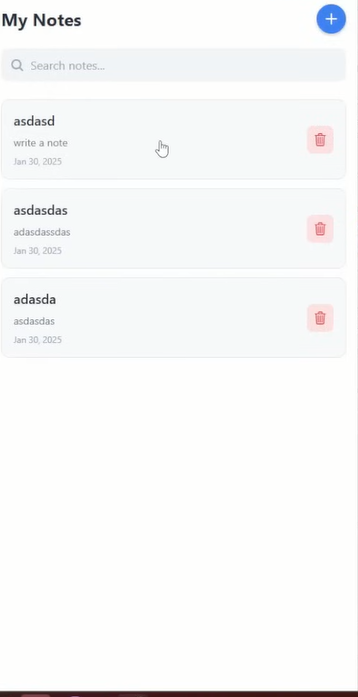 My Notes
Search notes...
asdasd
write a note
Jan 30, 2025
asdasdas
adasdassdas
Jan 30, 2025
adasda
asdasdas
Jan 30, 2025